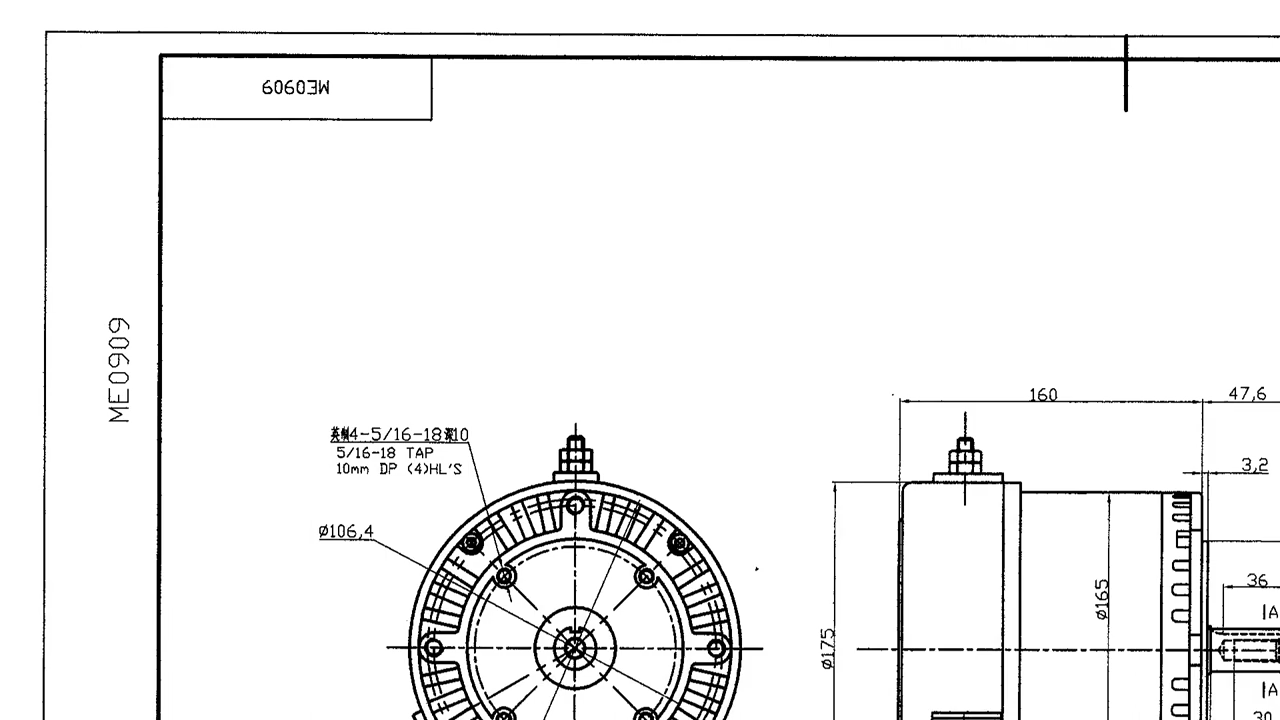 ME0909
ME0909
160
47,6
英制4-5/16-18深10
5/16-18 TAP
10mm DP (4)HL'S
3,2
Ø106,4
36
Ø165
A
Ø175
A
30